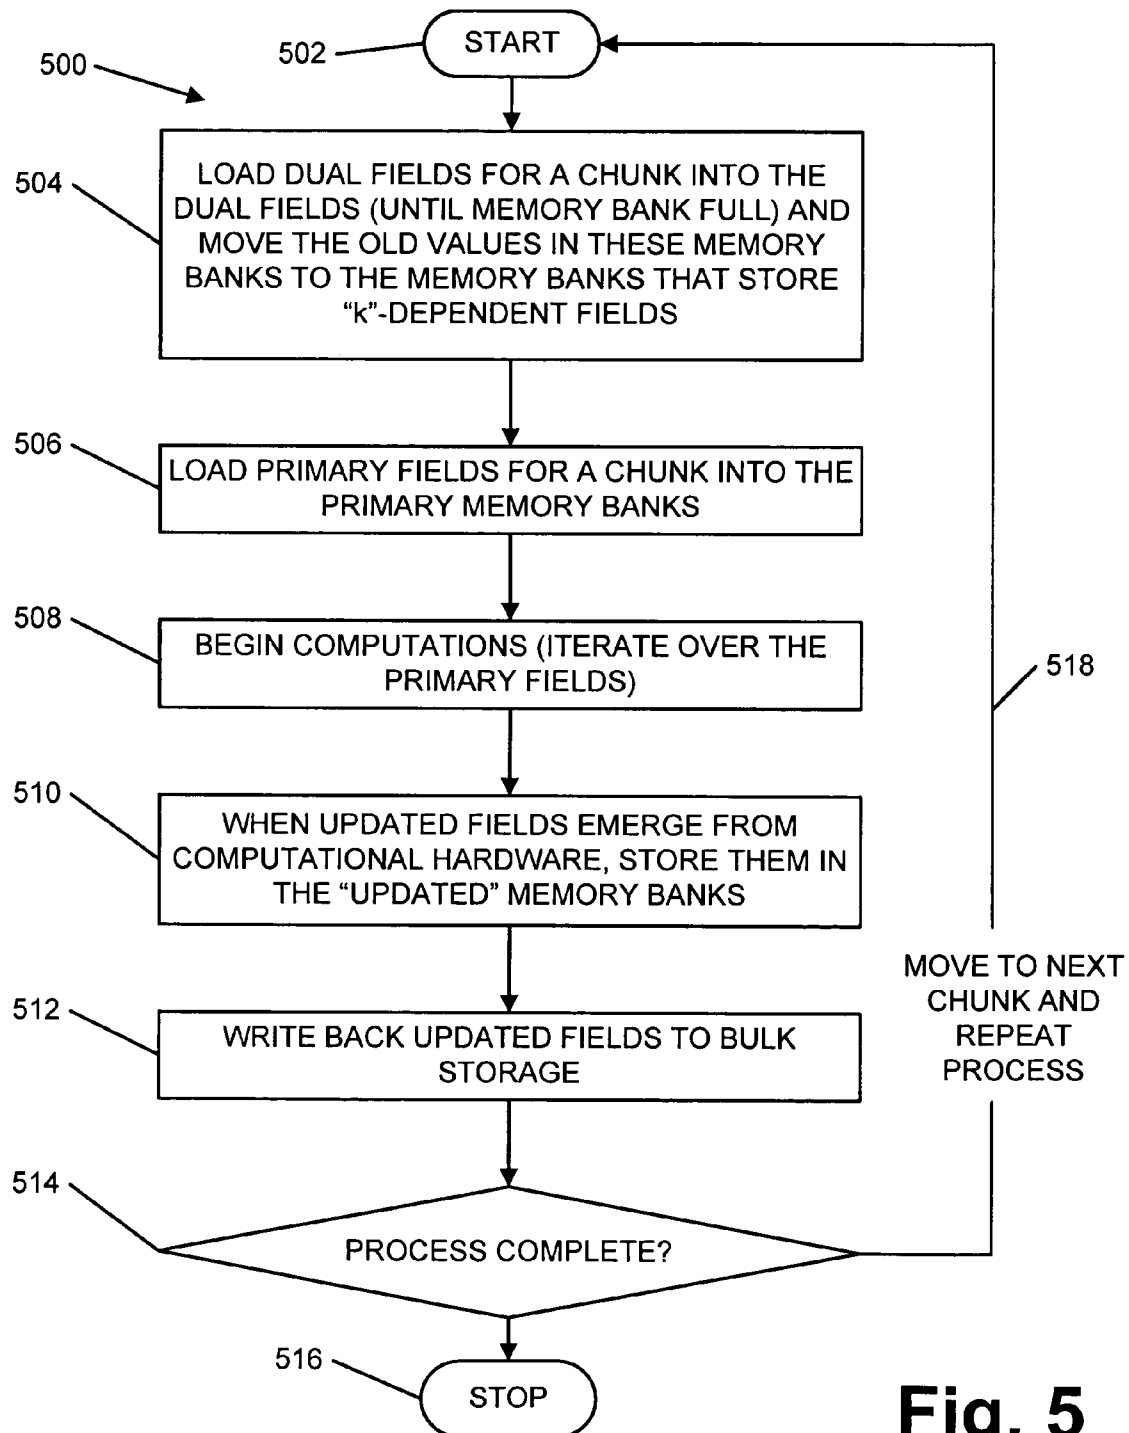 START
502
500
504
LOAD DUAL FIELDS FOR A CHUNK INTO THE
DUAL FIELDS (UNTIL MEMORY BANK FULL) AND
MOVE THE OLD VALUES IN THESE MEMORY
BANKS TO THE MEMORY BANKS THAT STORE
“k”-DEPENDENT FIELDS
506
LOAD PRIMARY FIELDS FOR A CHUNK INTO THE
PRIMARY MEMORY BANKS
508
BEGIN COMPUTATIONS (ITERATE OVER THE
PRIMARY FIELDS)
518
510
WHEN UPDATED FIELDS EMERGE FROM
COMPUTATIONAL HARDWARE, STORE THEM IN
THE “UPDATED” MEMORY BANKS
MOVE TO NEXT
CHUNK AND
REPEAT
PROCESS
512
WRITE BACK UPDATED FIELDS TO BULK
STORAGE
514
PROCESS COMPLETE?
516
STOP
Fig. 5